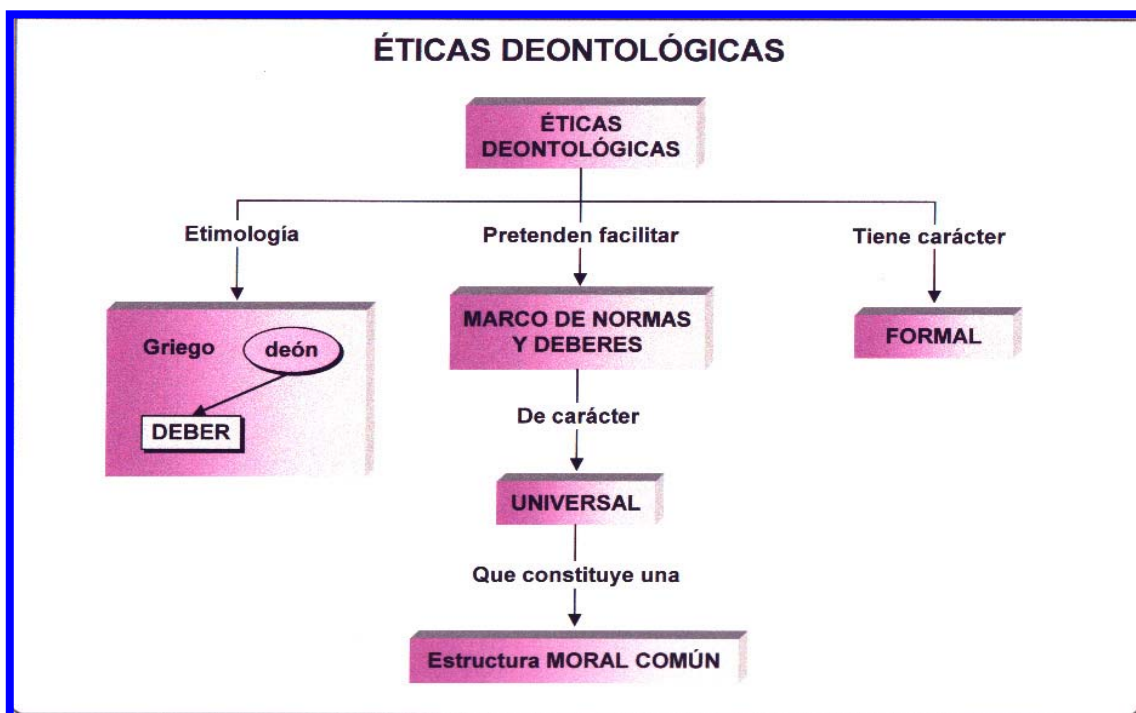 ÉTICAS DEONTOLÓGICAS
ÉTICAS
DEONTOLÓGICAS
Etimología
Pretenden facilitar
Tiene carácter
Griego
deón
DEBER
MARCO DE NORMAS
Y DEBERES
FORMAL
De carácter
UNIVERSAL
Que constituye una
Estructura MORAL COMÚN